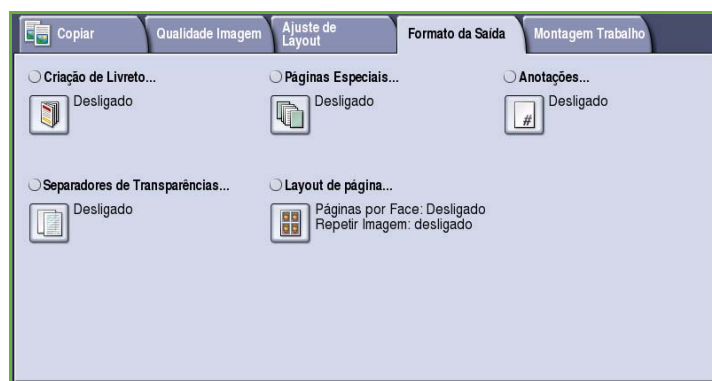 Copiar
Qualidade Imagem
Ajuste de
Layout
Formato da Saída
Montagem Trabalho
Criação de Livreto...
Desligado
Páginas Especiais...
Desligado
Anotações...
Desligado
#
Separadores de Transparências...
Desligado
Layout de página...
Páginas por Face: Desligado
Repetir Imagem: desligado